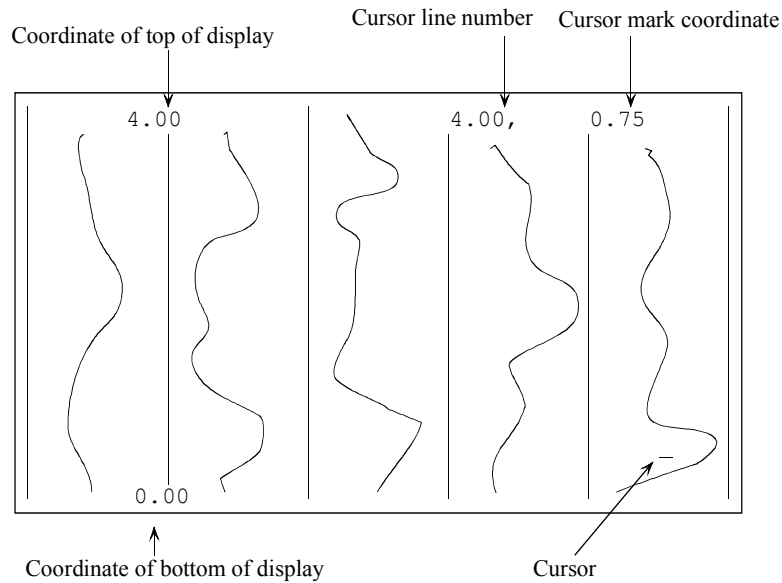 Cursor line number
Cursor mark coordinate
Coordinate of top of display
4.00
4.00,
0.75
0.00
Coordinate of bottom of display
Cursor